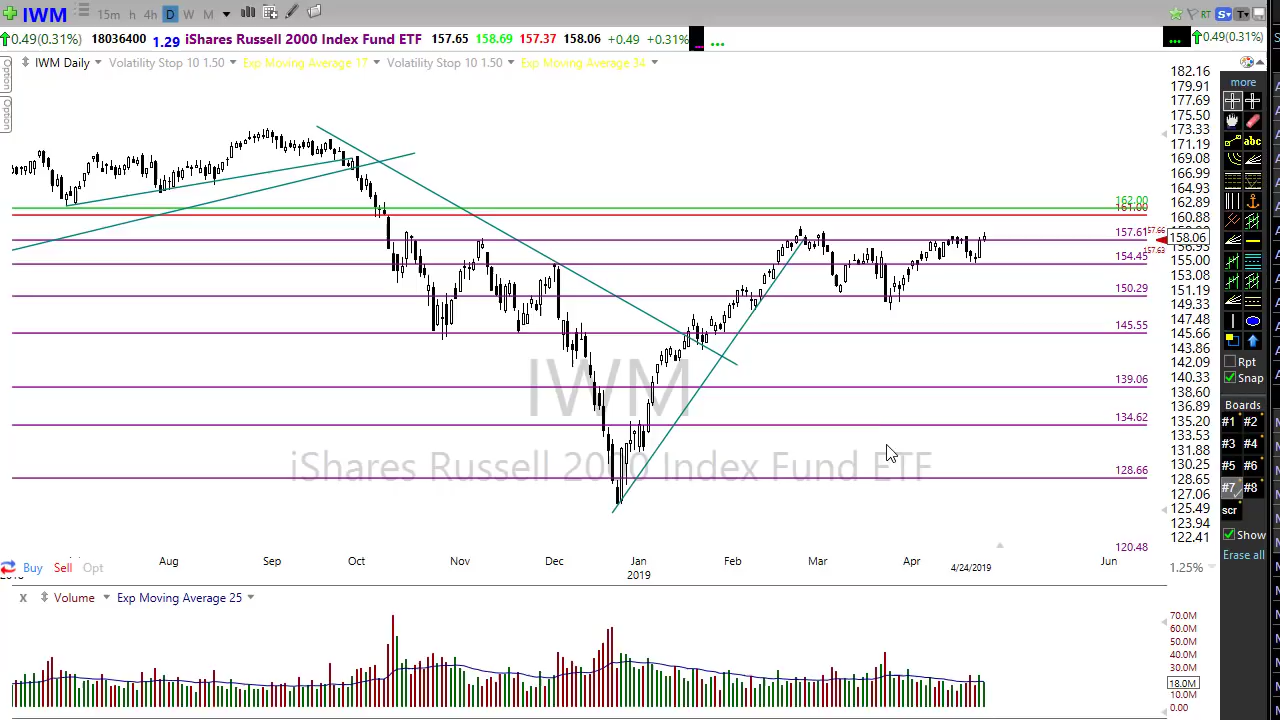 IWM 15m h 4h D W M RT S T
0.49(0.31%) 18036400 1.29 iShares Russell 2000 Index Fund ETF 157.65 158.69 157.37 158.06 +0.49 +0.31% ... ... 0.49(0.31%)
Option
Option
IWM Daily Volatility Stop 10 1.50 Exp Moving Average 17 Volatility Stop 10 1.50 Exp Moving Average 34
182.16
179.91
177.69
175.50
173.33
171.19
169.08
166.99
164.93
162.89
160.88
158.06
155.00
153.08
151.19
149.33
147.48
145.66
143.86
142.09
140.33
138.60
136.89
135.20
133.53
131.88
130.25
128.65
127.06
125.49
123.94
122.41
162.00
161.00
157.61
157.66
157.63
154.45
150.29
145.55
139.06
134.62
128.66
120.48
IWM
iShares Russell 2000 Index Fund ETF
more
abc
Rpt
Snap
Boards
#1 #2
#3 #4
#5 #6
#7 #8
scr
Show
Erase all
Aug Sep Oct Nov Dec Jan Feb Mar Apr Jun
2019 4/24/2019
Buy Sell Opt 1.25%
X Volume Exp Moving Average 25
70.0M
60.0M
50.0M
40.0M
30.0M
18.0M
10.0M
0.00